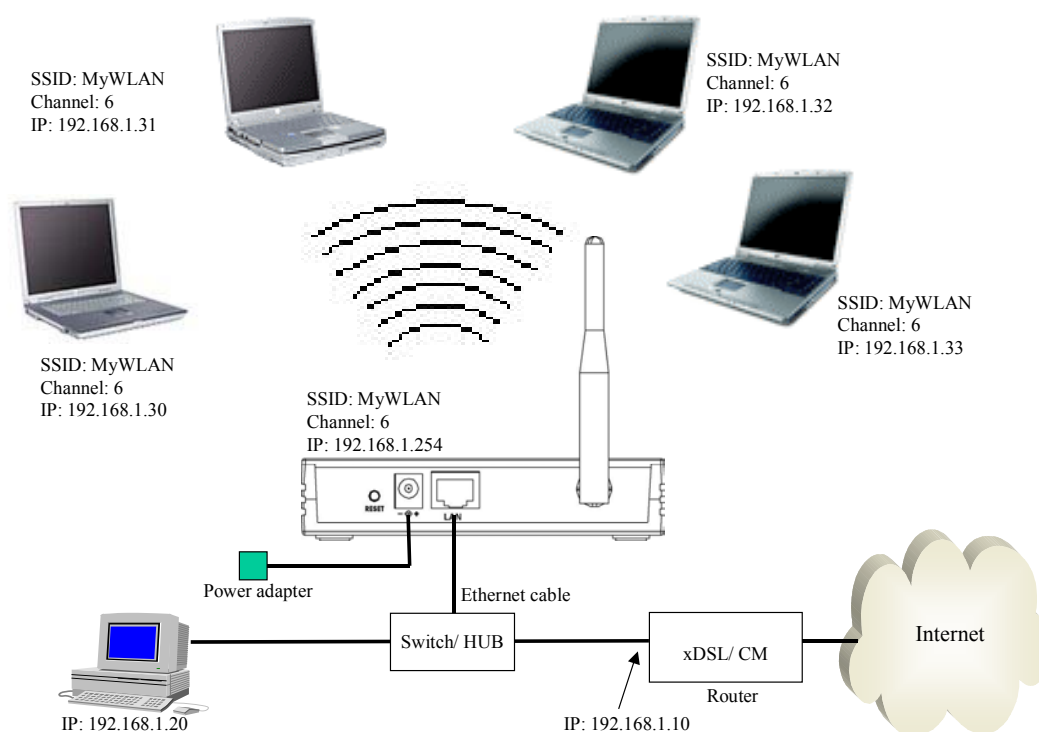 SSID: MyWLAN
Channel: 6
IP: 192.168.1.31
SSID: MyWLAN
Channel: 6
IP: 192.168.1.32
SSID: MyWLAN
Channel: 6
IP: 192.168.1.33
SSID: MyWLAN
Channel: 6
IP: 192.168.1.30
SSID: MyWLAN
Channel: 6
IP: 192.168.1.254
RESET
LAN
Power adapter
Ethernet cable
Switch/ HUB
xDSL/ CM
Internet
Router
IP: 192.168.1.20
IP: 192.168.1.10